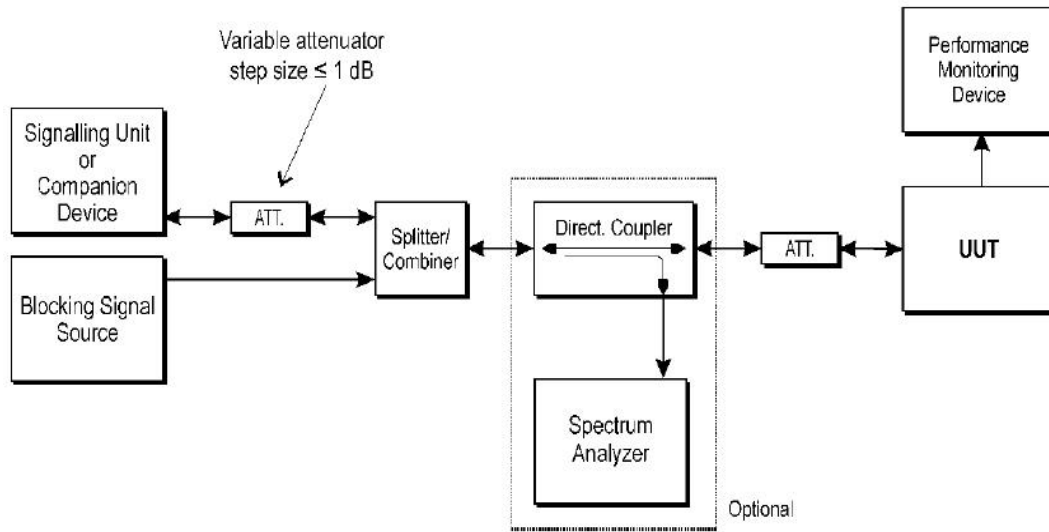 Variable attenuator
step size ≤ 1 dB
Performance
Monitoring
Device
Signalling Unit
or
Companion
Device
ATT.
Splitter/
Combiner
Direct. Coupler
ATT.
UUT
Blocking Signal
Source
Spectrum
Analyzer
Optional